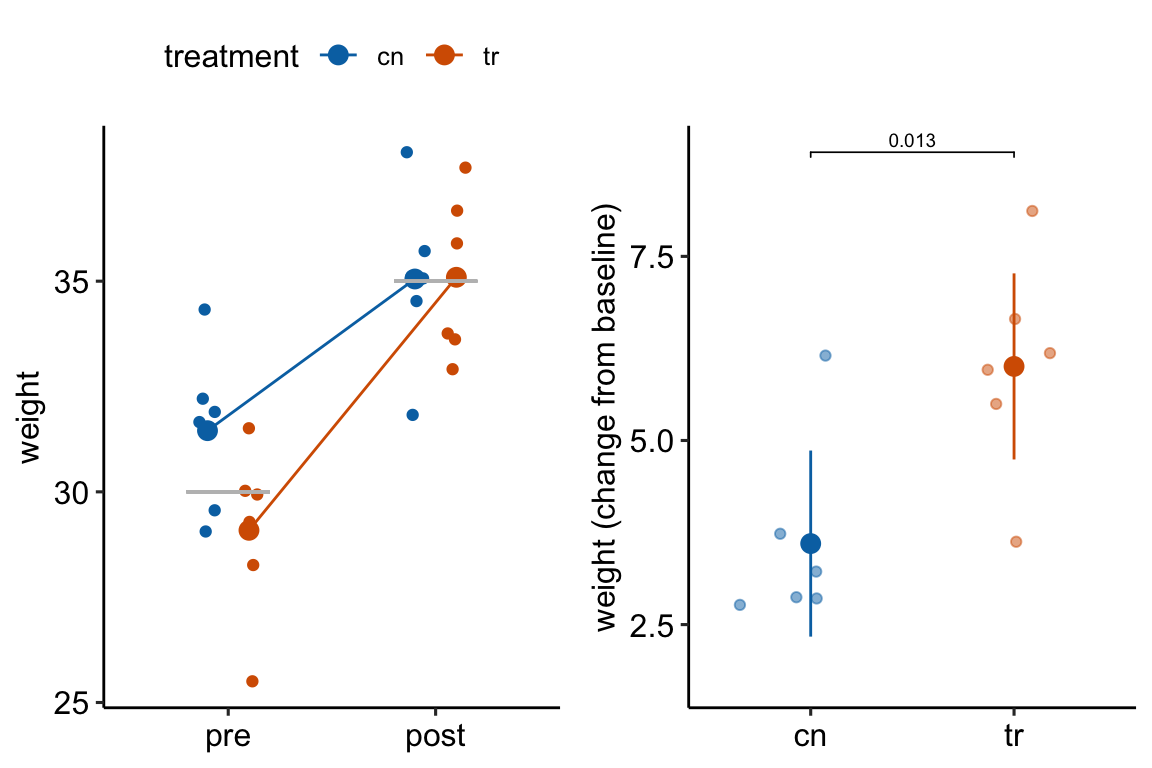 treatment cn tr
weight
35
30
25
pre post
weight (change from baseline)
0.013
7.5
5.0
2.5
cn tr